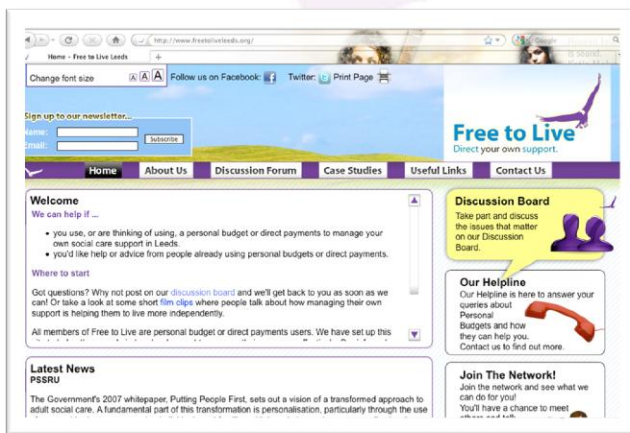 http://www.freetoliveleeds.org/
Google
Home - Free to Live Leeds
+
Change font size A A A Follow us on Facebook: Twitter: Print Page
Sign up to our newsletter...
Name:
Email:
Subscribe
Free to Live
Direct your own support.
Home About Us Discussion Forum Case Studies Useful Links Contact Us
Welcome
We can help if ...
• you use, or are thinking of using, a personal budget or direct payments to manage your
own social care support in Leeds.
• you'd like help or advice from people already using personal budgets or direct payments.
Where to start
Got questions? Why not post on our discussion board and we'll get back to you as soon as we
can! Or take a look at some short film clips where people talk about how managing their own
support is helping them to live more independently.
All members of Free to Live are personal budget or direct payments users. We have set up this
Latest News
PSSRU
The Government's 2007 whitepaper, Putting People First, sets out a vision of a transformed approach to
adult social care. A fundamental part of this transformation is personalisation, particularly through the use
Discussion Board
Take part and discuss
the issues that matter
on our Discussion
Board.
Our Helpline
Our Helpline is here to answer your
queries about
Personal
Budgets and how
they can help you.
Contact us to find out more.
Join The Network!
Join the network and see what we
can do for you!
You'll have a chance to meet
others and talk